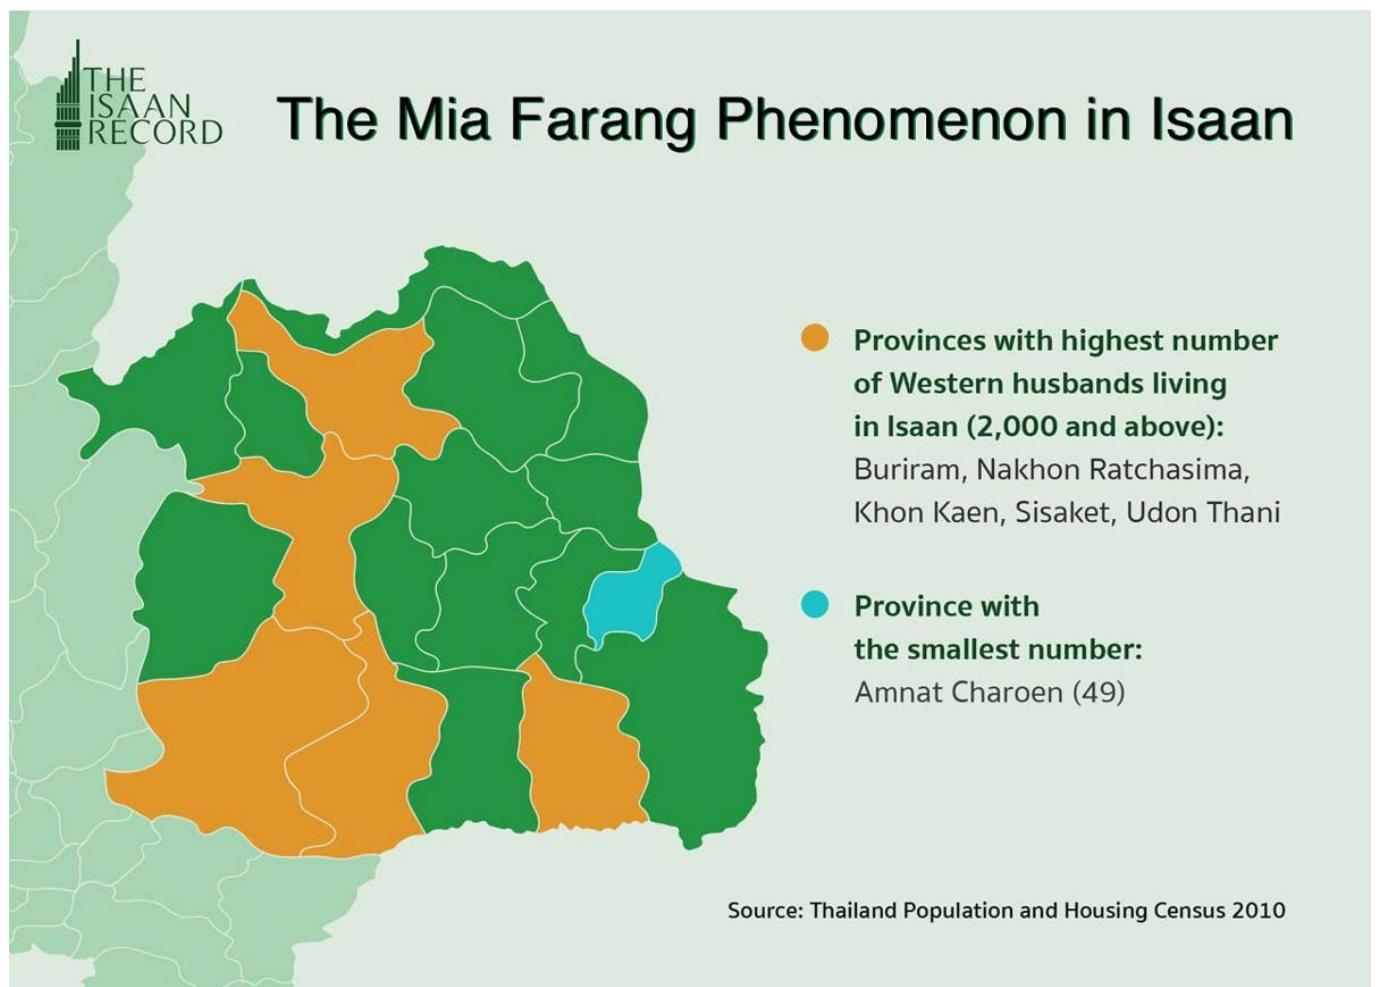 THE
ISAAN
RECORD
The Mia Farang Phenomenon in Isaan
Provinces with highest number
of Western husbands living
in Isaan (2,000 and above):
Buriram, Nakhon Ratchasima,
Khon Kaen, Sisaket, Udon Thani
Province with
the smallest number:
Amnat Charoen (49)
Source: Thailand Population and Housing Census 2010